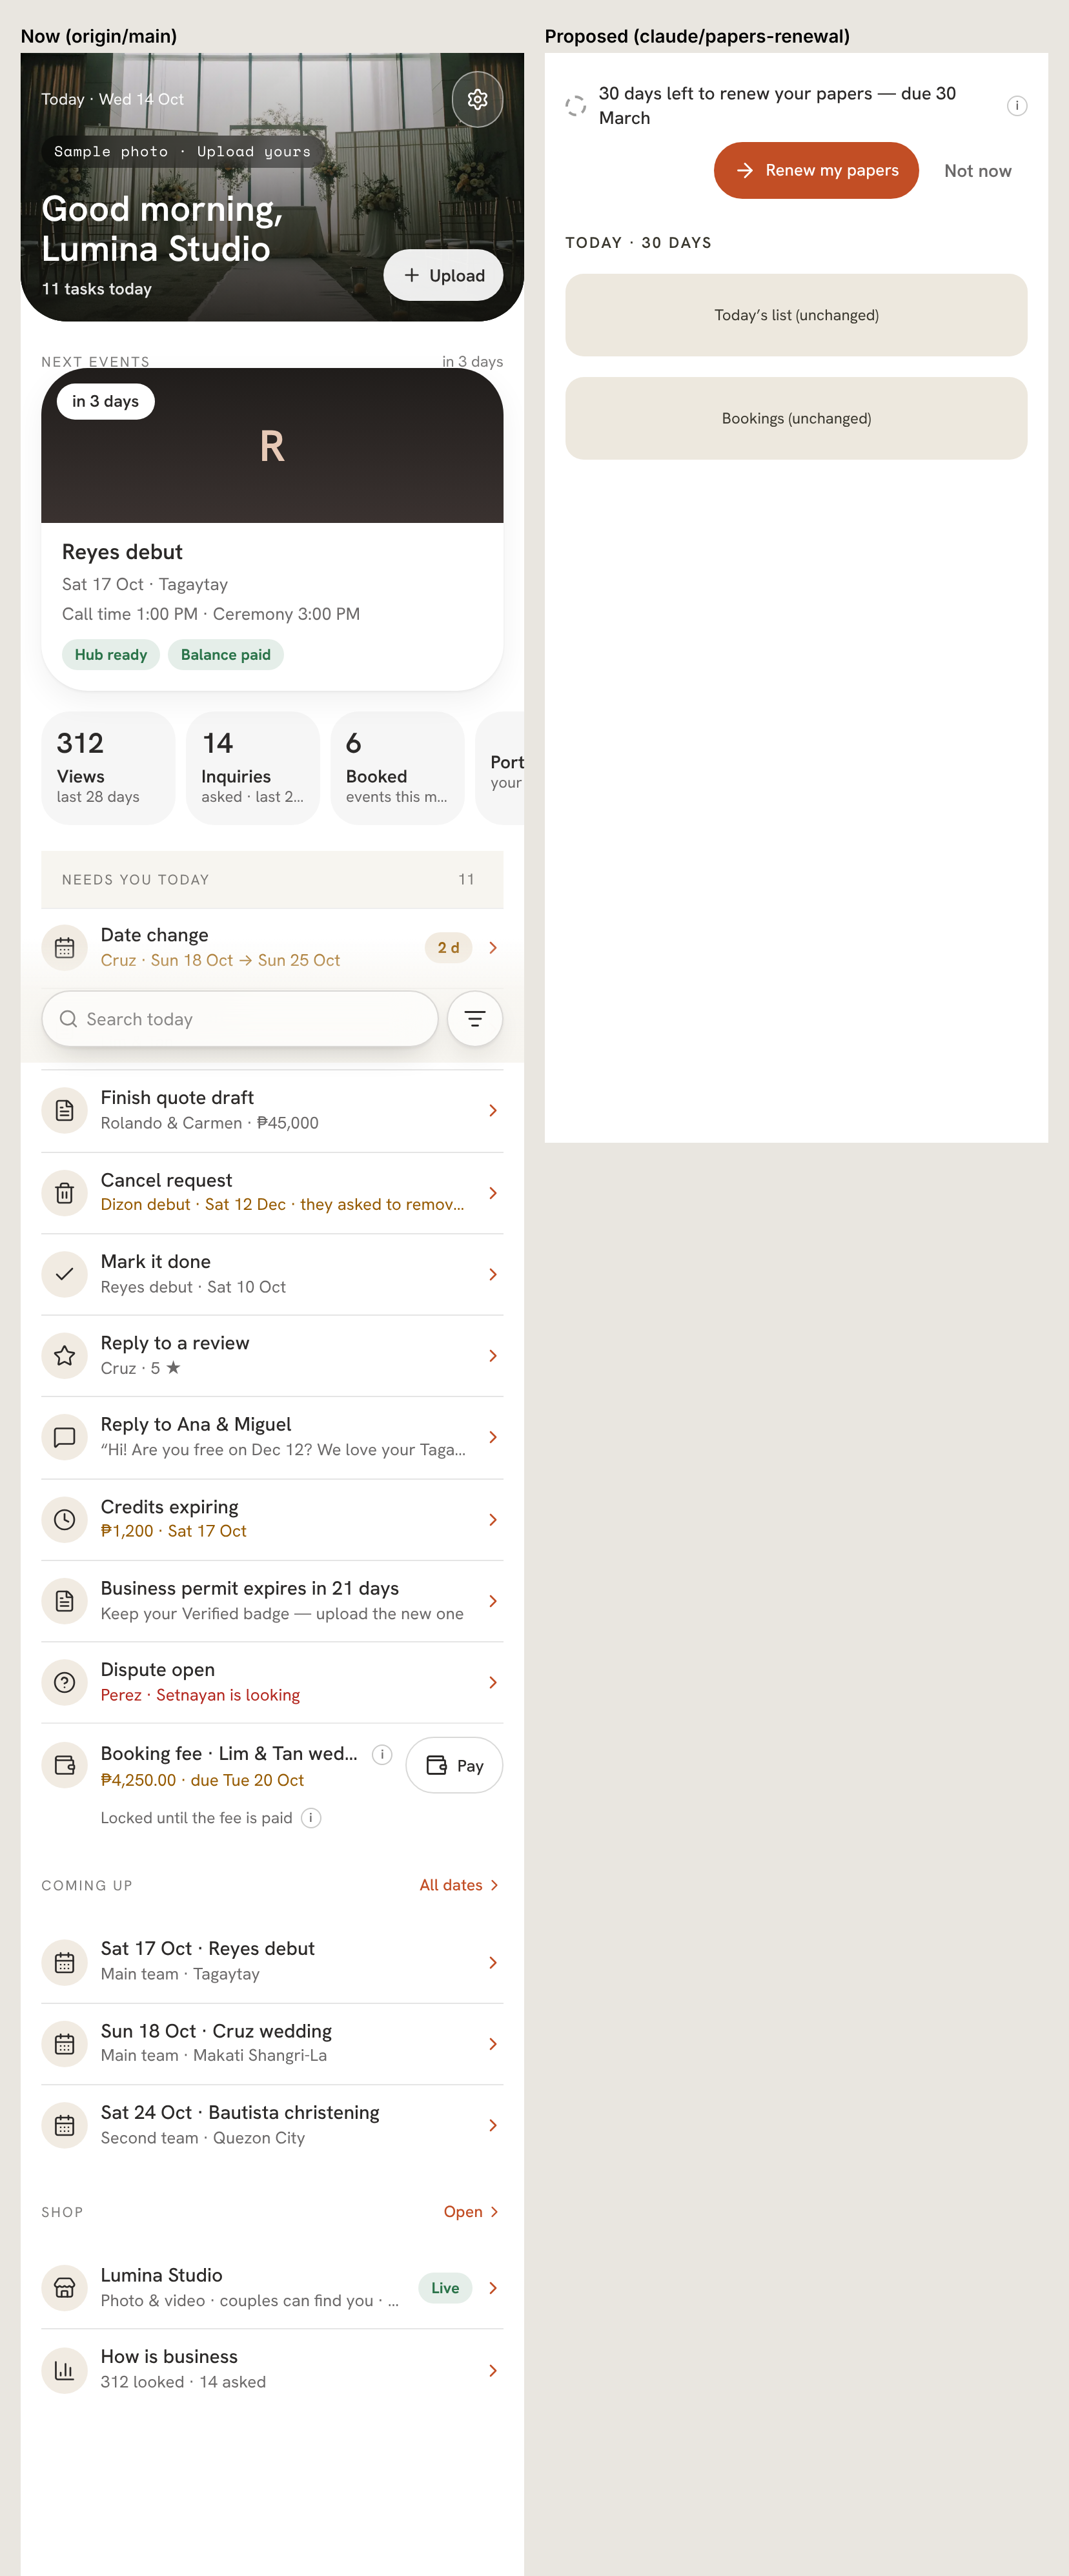 Now (origin/main)
Today · Wed 14 Oct
Sample photo · Upload yours
Good morning,
Lumina Studio
11 tasks today
Upload
NEXT EVENTS
in 3 days
in 3 days
R
Reyes debut
Sat 17 Oct · Tagaytay
Call time 1:00 PM · Ceremony 3:00 PM
Hub ready
Balance paid
312
Views
last 28 days
14
Inquiries
asked · last 2...
6
Booked
events this m...
Port
your
NEEDS YOU TODAY
11
Date change
Cruz · Sun 18 Oct → Sun 25 Oct
2 d
Search today
Finish quote draft
Rolando & Carmen · ₱45,000
Cancel request
Dizon debut · Sat 12 Dec · they asked to remov...
Mark it done
Reyes debut · Sat 10 Oct
Reply to a review
Cruz · 5 ★
Reply to Ana & Miguel
“Hi! Are you free on Dec 12? We love your Taga...
Credits expiring
₱1,200 · Sat 17 Oct
Business permit expires in 21 days
Keep your Verified badge — upload the new one
Dispute open
Perez · Setnayan is looking
Booking fee · Lim & Tan wed...
₱4,250.00 · due Tue 20 Oct
Pay
Locked until the fee is paid
COMING UP
All dates
Sat 17 Oct · Reyes debut
Main team · Tagaytay
Sun 18 Oct · Cruz wedding
Main team · Makati Shangri-La
Sat 24 Oct · Bautista christening
Second team · Quezon City
SHOP
Open
Lumina Studio
Photo & video · couples can find you · ...
Live
How is business
312 looked · 14 asked
Proposed (claude/papers-renewal)
30 days left to renew your papers — due 30
March
Renew my papers
Not now
TODAY · 30 DAYS
Today’s list (unchanged)
Bookings (unchanged)